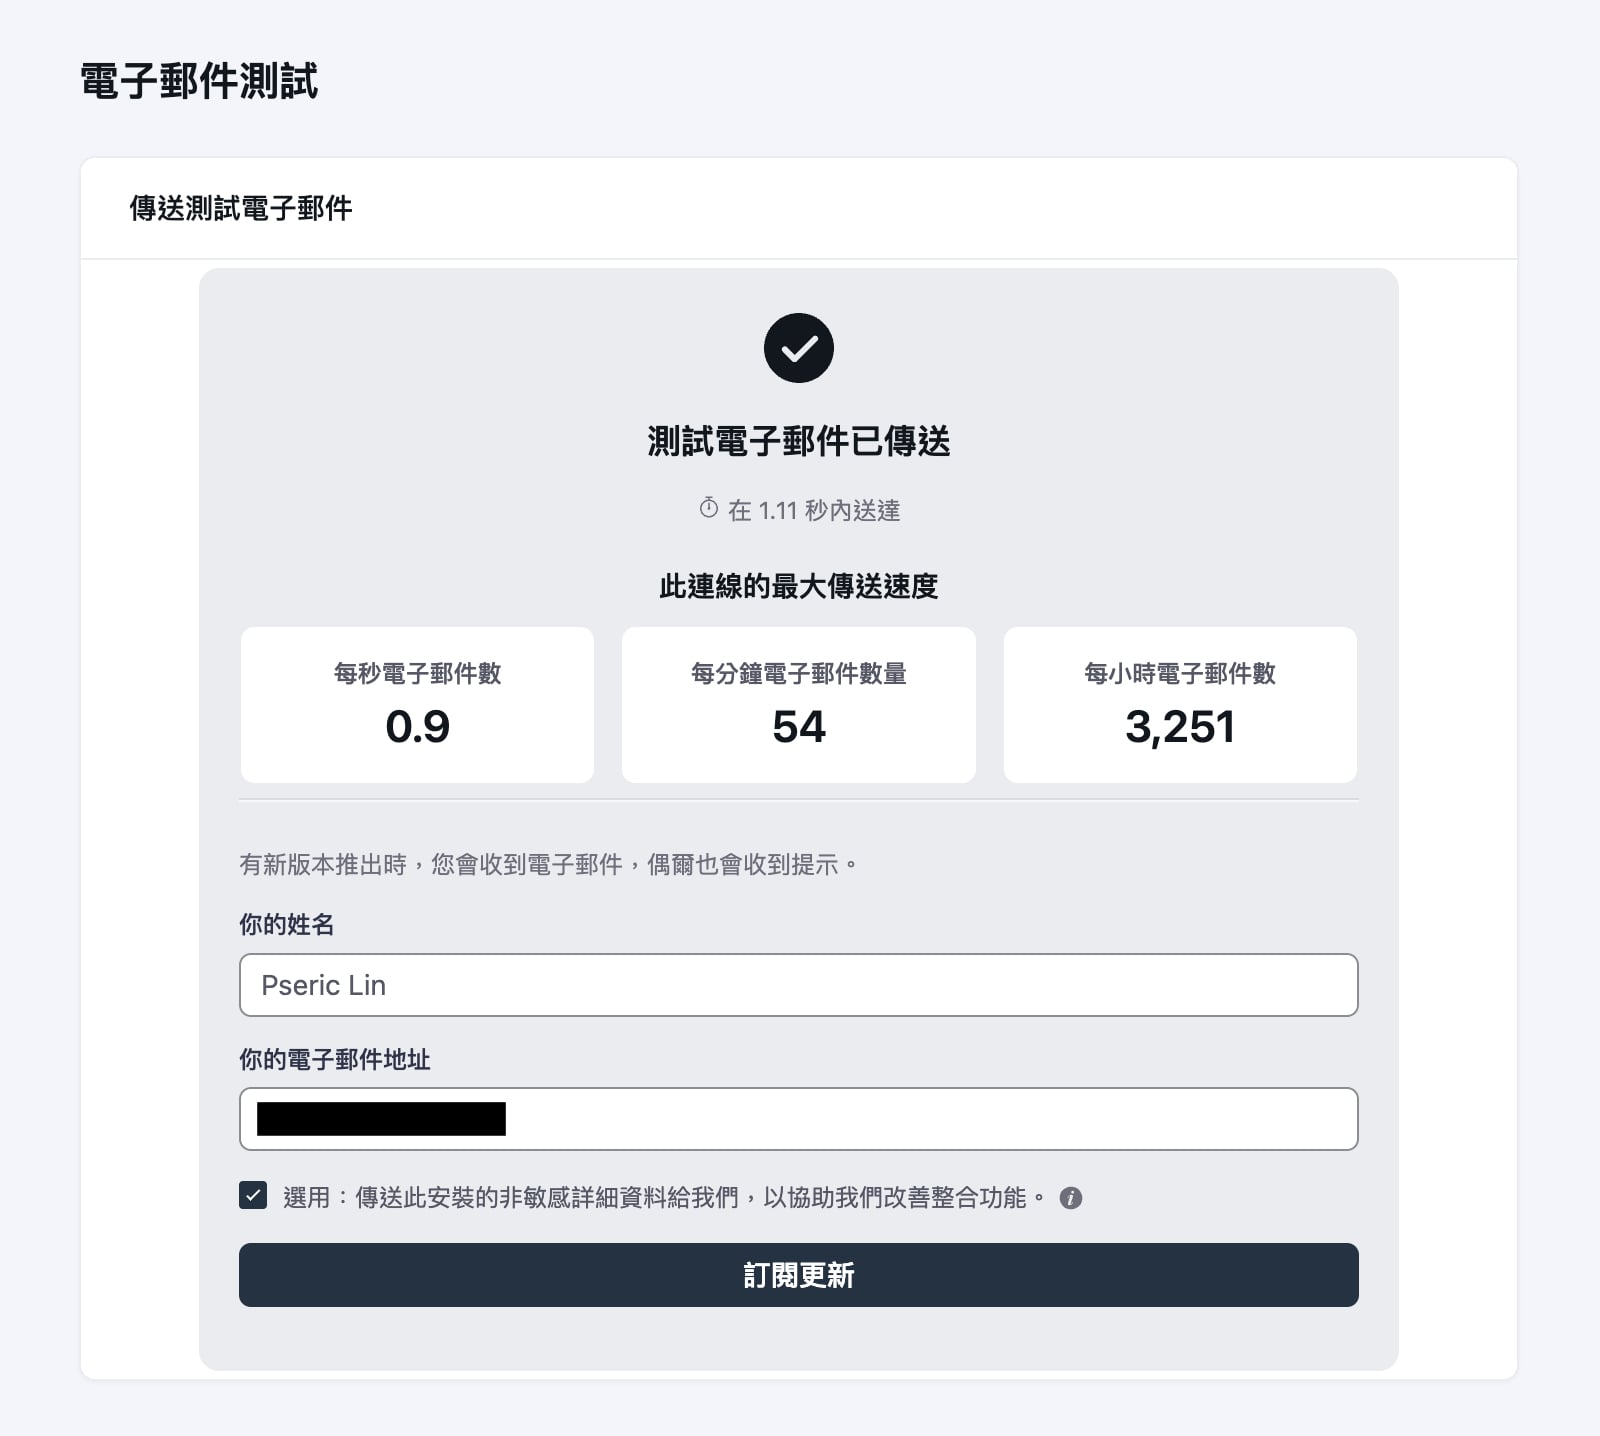 電子郵件測試
傳送測試電子郵件
測試電子郵件已傳送
在 1.11 秒內送達
此連線的最大傳送速度
每秒電子郵件數
0.9
每分鐘電子郵件數量
54
每小時電子郵件數
3,251
有新版本推出時，您會收到電子郵件，偶爾也會收到提示。
你的姓名
Pseric Lin
你的電子郵件地址
選用：傳送此安裝的非敏感詳細資料給我們，以協助我們改善整合功能。
訂閱更新